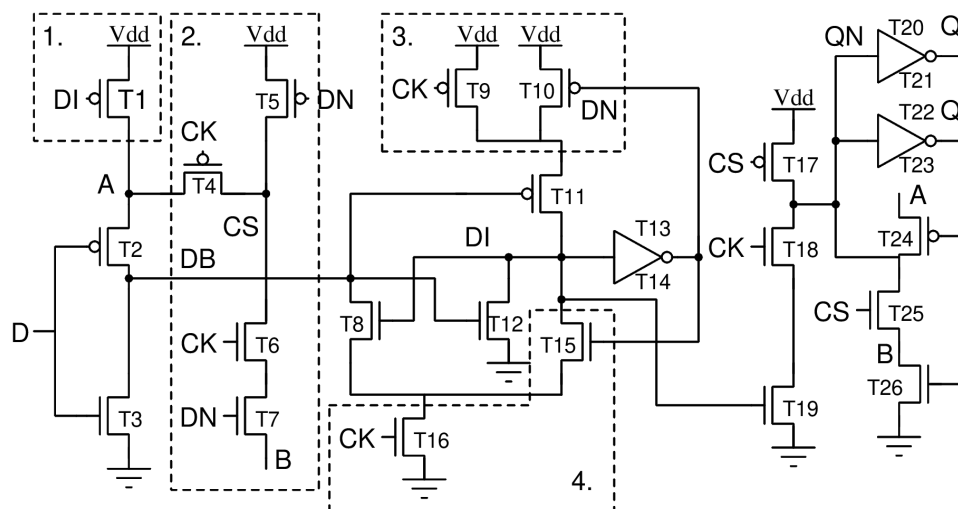 1.
Vdd
DI
T1
A
T2
D
T3
2.
Vdd
T5
DN
CK
T4
CS
DB
CK
T6
DN
T7
B
3.
Vdd
Vdd
CK
T9
T10
DN
T11
DI
T13
T14
T8
T12
T15
CK
T16
4.
Vdd
CS
T17
CK
T18
T19
QN
T20
T21
Q
T22
T23
Q
A
T24
CS
T25
B
T26